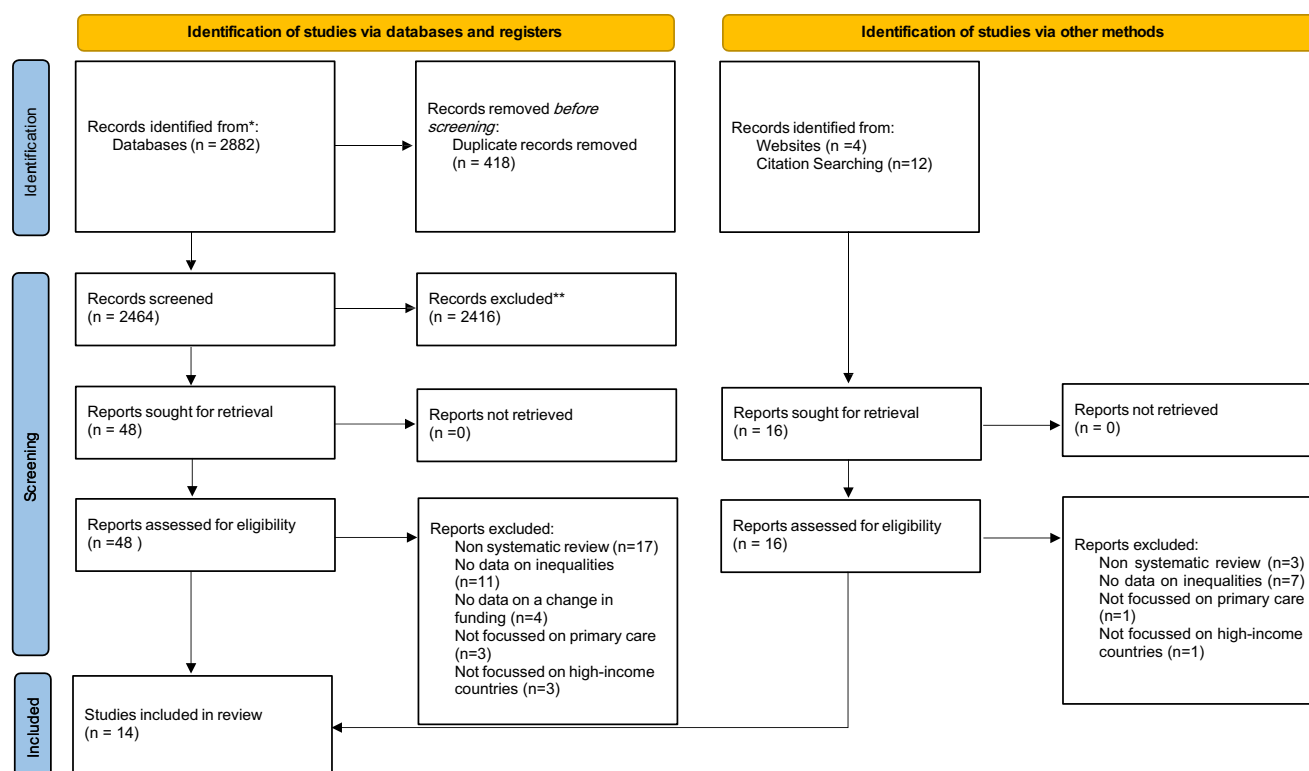 Identification of studies via databases and registers
Identification of studies via other methods
Identification
Records identified from*:
Databases (n = 2882)
Records removed before
screening:
Duplicate records removed
(n = 418)
Records identified from:
Websites (n =4)
Citation Searching (n=12)
Screening
Records screened
(n = 2464)
Records excluded**
(n = 2416)
Reports sought for retrieval
(n = 48)
Reports not retrieved
(n =0)
Reports sought for retrieval
(n = 16)
Reports not retrieved
(n = 0)
Reports assessed for eligibility
(n =48 )
Reports excluded:
Non systematic review (n=17)
No data on inequalities
(n=11)
No data on a change in
funding (n=4)
Not focussed on primary care
(n=3)
Not focussed on high-income
countries (n=3)
Reports assessed for eligibility
(n = 16)
Reports excluded:
Non systematic review (n=3)
No data on inequalities (n=7)
Not focussed on primary care
(n=1)
Not focussed on high-income
countries (n=1)
Included
Studies included in review
(n = 14)